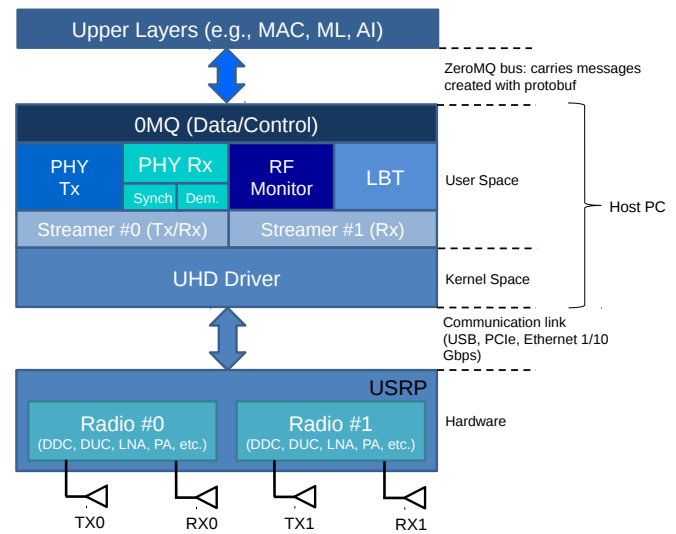 Upper Layers (e.g., MAC, ML, AI)
ZeroMQ bus: carries messages
created with protobuf
0MQ (Data/Control)
PHY
Tx
PHY Rx
Synch
Dem.
RF
Monitor
LBT
User Space
Host PC
Streamer #0 (Tx/Rx)
Streamer #1 (Rx)
UHD Driver
Kernel Space
Communication link
(USB, PCIe, Ethernet 1/10
Gbps)
USRP
Radio #0
(DDC, DUC, LNA, PA, etc.)
Radio #1
(DDC, DUC, LNA, PA, etc.)
Hardware
TX0
RX0
TX1
RX1